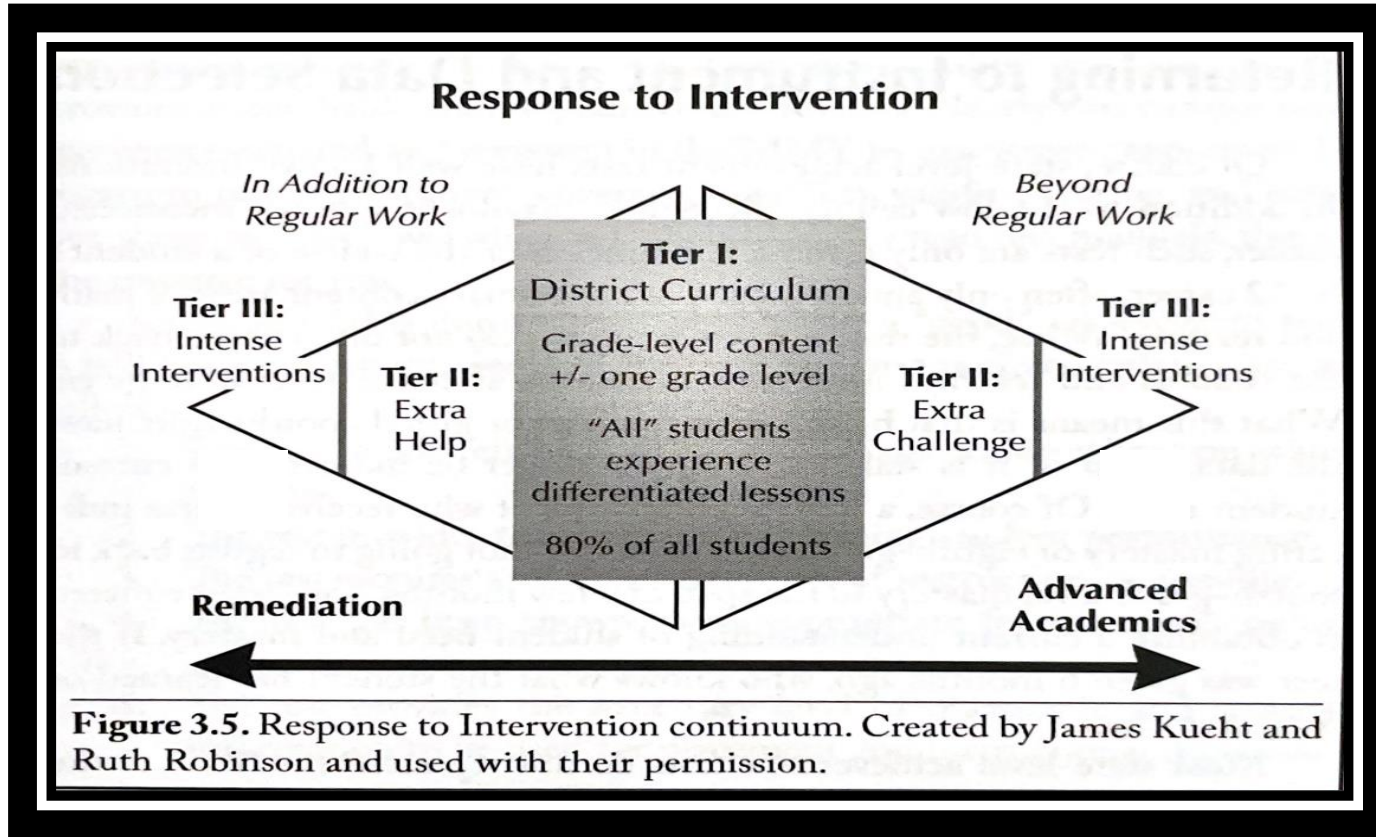 Response to Intervention
In Addition to
Regular Work
Beyond
Regular Work
Tier III:
Intense
Interventions
Tier II:
Extra
Help
Tier I:
District Curriculum
Grade-level content
+/- one grade level
“All” students
experience
differentiated lessons
80% of all students
Tier II:
Extra
Challenge
Tier III:
Intense
Interventions
Remediation
Advanced
Academics
Figure 3.5. Response to Intervention continuum. Created by James Kueht and
Ruth Robinson and used with their permission.